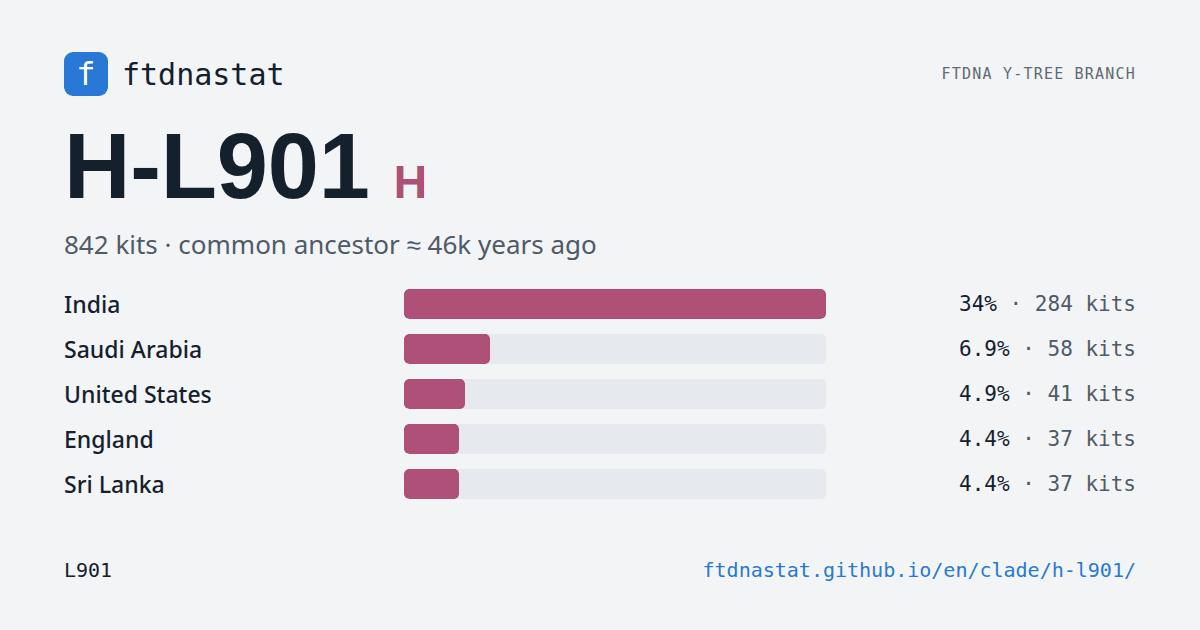 f ftdnastat
FTDNA Y-TREE BRANCH
H-L901 H
842 kits · common ancestor ≈ 46k years ago
India 34% · 284 kits
Saudi Arabia 6.9% · 58 kits
United States 4.9% · 41 kits
England 4.4% · 37 kits
Sri Lanka 4.4% · 37 kits
L901
ftdnastat.github.io/en/clade/h-l901/